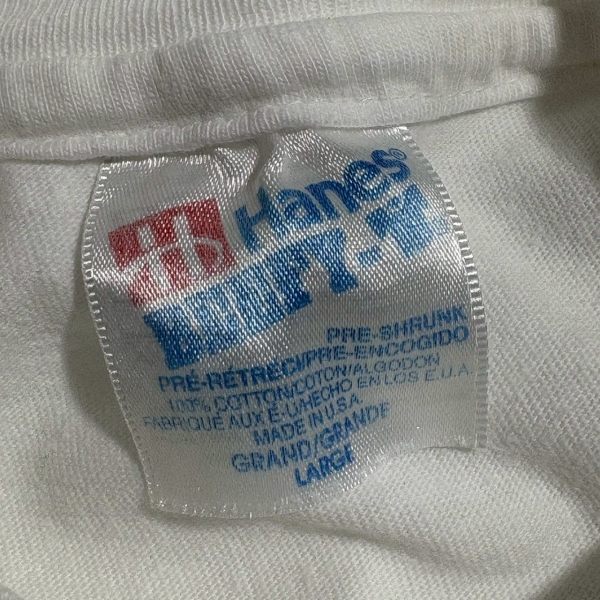 Hanes®
BEEFY-T
PRE-SHRUNK
PRÉ-RÉTRÉCI/PRE-ENCOGIDO
100% COTTON/COTON/ALGODON
FABRIQUÉ AUX É-U/HECHO EN LOS E.U.A.
MADE IN U.S.A.
GRAND/GRANDE
LARGE